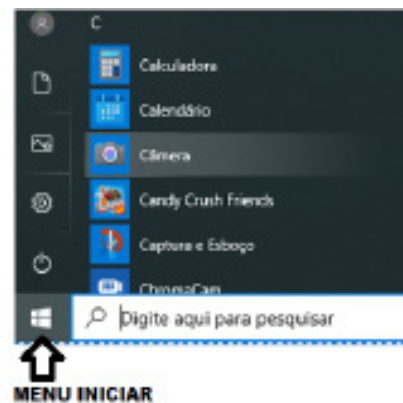 C
Calculadora
Calendário
Câmera
Candy Crush Friends
Captura e Esboço
ChromaCam
Digite aqui para pesquisar
MENU INICIAR